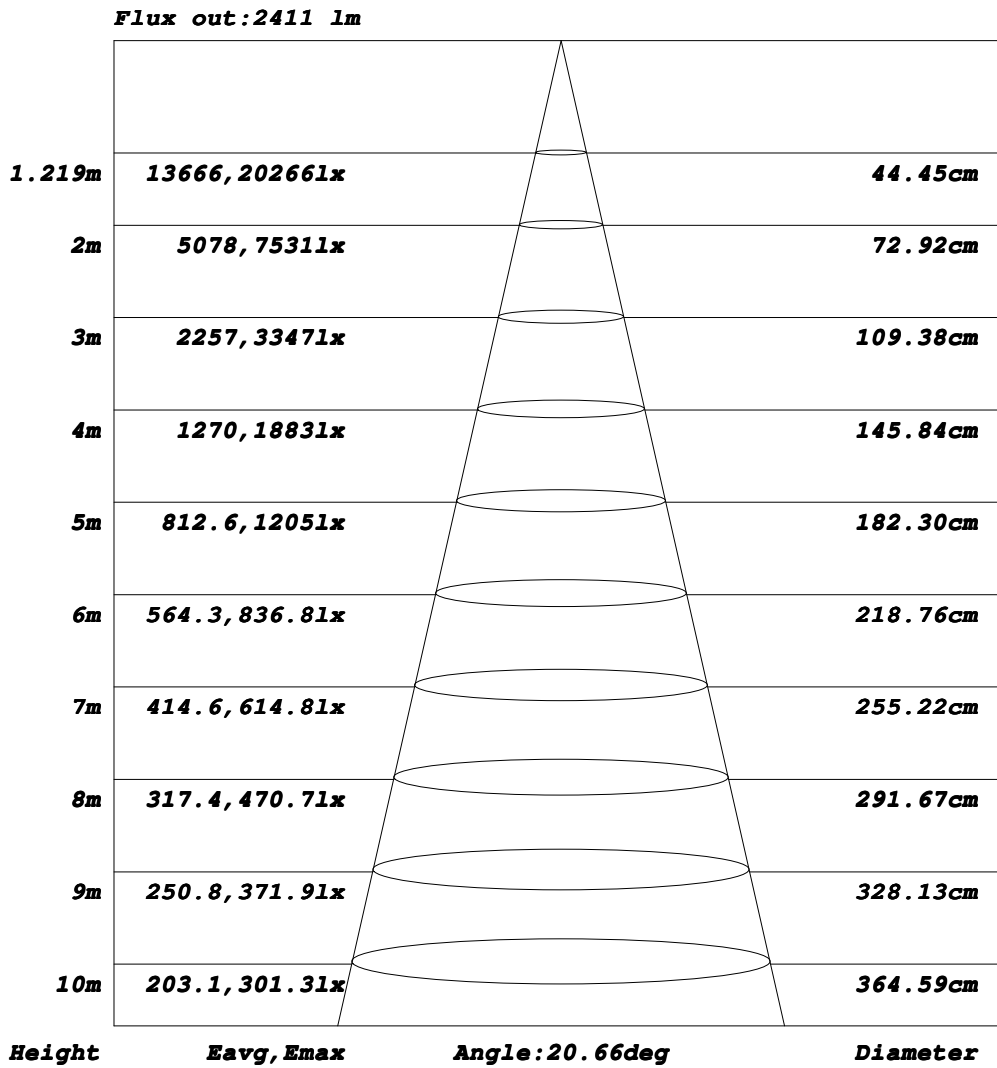 Flux out:2411 lm
1.219m 13666,20266lx 44.45cm
2m 5078,7531lx 72.92cm
3m 2257,3347lx 109.38cm
4m 1270,1883lx 145.84cm
5m 812.6,1205lx 182.30cm
6m 564.3,836.8lx 218.76cm
7m 414.6,614.8lx 255.22cm
8m 317.4,470.7lx 291.67cm
9m 250.8,371.9lx 328.13cm
10m 203.1,301.3lx 364.59cm
Height Eavg,Emax Angle:20.66deg Diameter